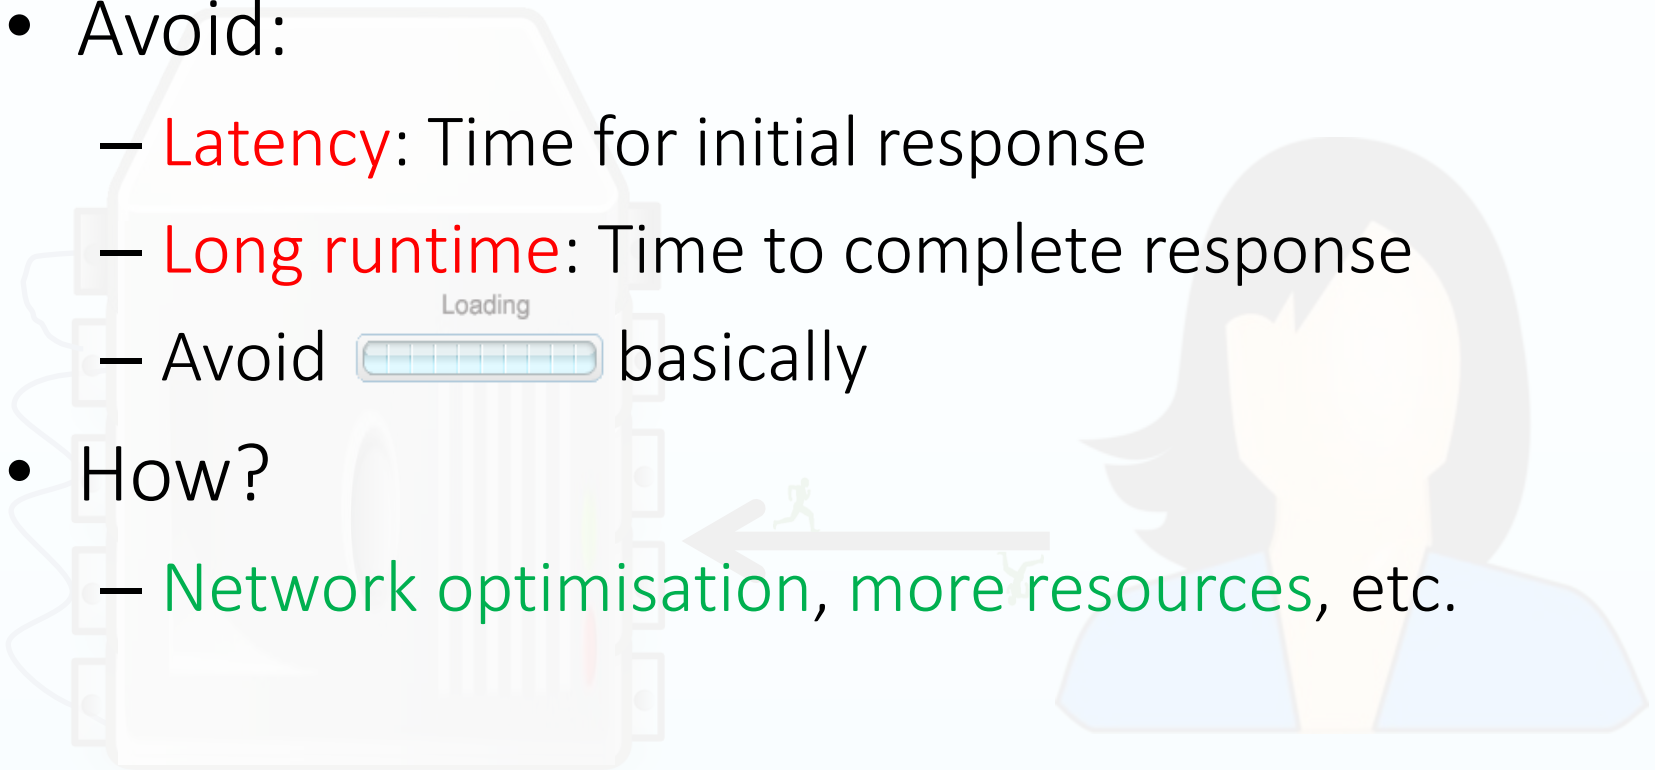 • Avoid:
– Latency: Time for initial response
– Long runtime: Time to complete response
Loading
– Avoid basically
• How?
– Network optimisation, more resources, etc.